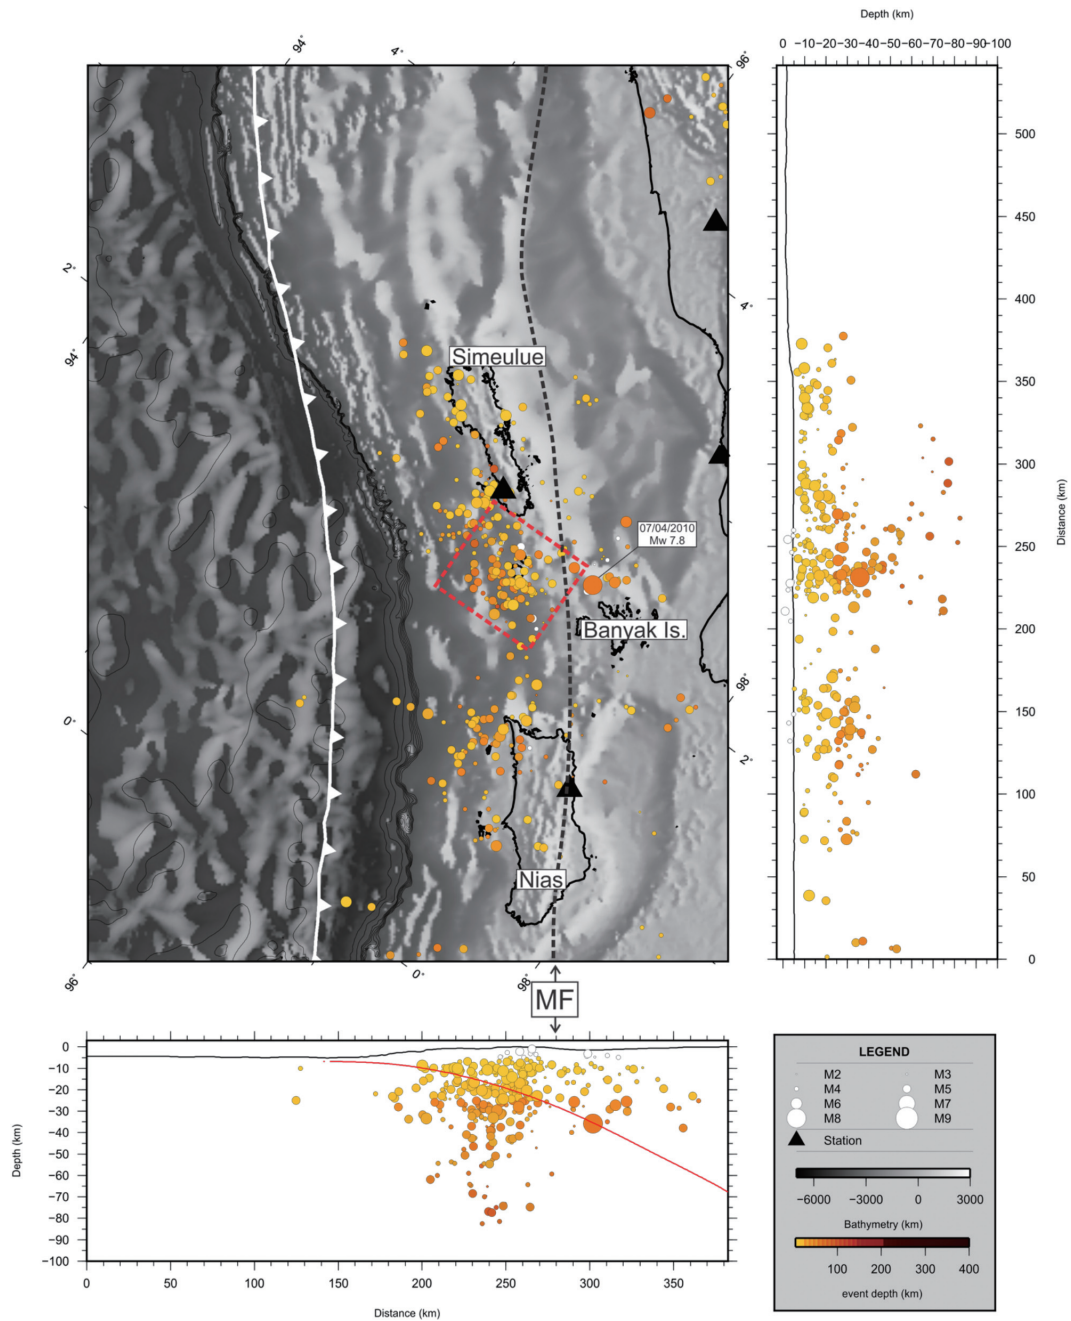 Depth (km)
0 −10−20−30−40−50−60−70−80−90−100
94° 4° 96°
2°
94°
0°
96° 0° 98°
4°
98°
2°
Simeulue
07/04/2010
Mw 7.8
Banyak Is.
Nias
MF
500
450
400
350
300
250
200
150
100
50
0
Distance (km)
0
−10
−20
−30
−40
−50
−60
−70
−80
−90
−100
Depth (km)
0 50 100 150 200 250 300 350
Distance (km)
LEGEND
M2 M3
M4 M5
M6 M7
M8 M9
Station
−6000 −3000 0 3000
Bathymetry (km)
100 200 300 400
event depth (km)